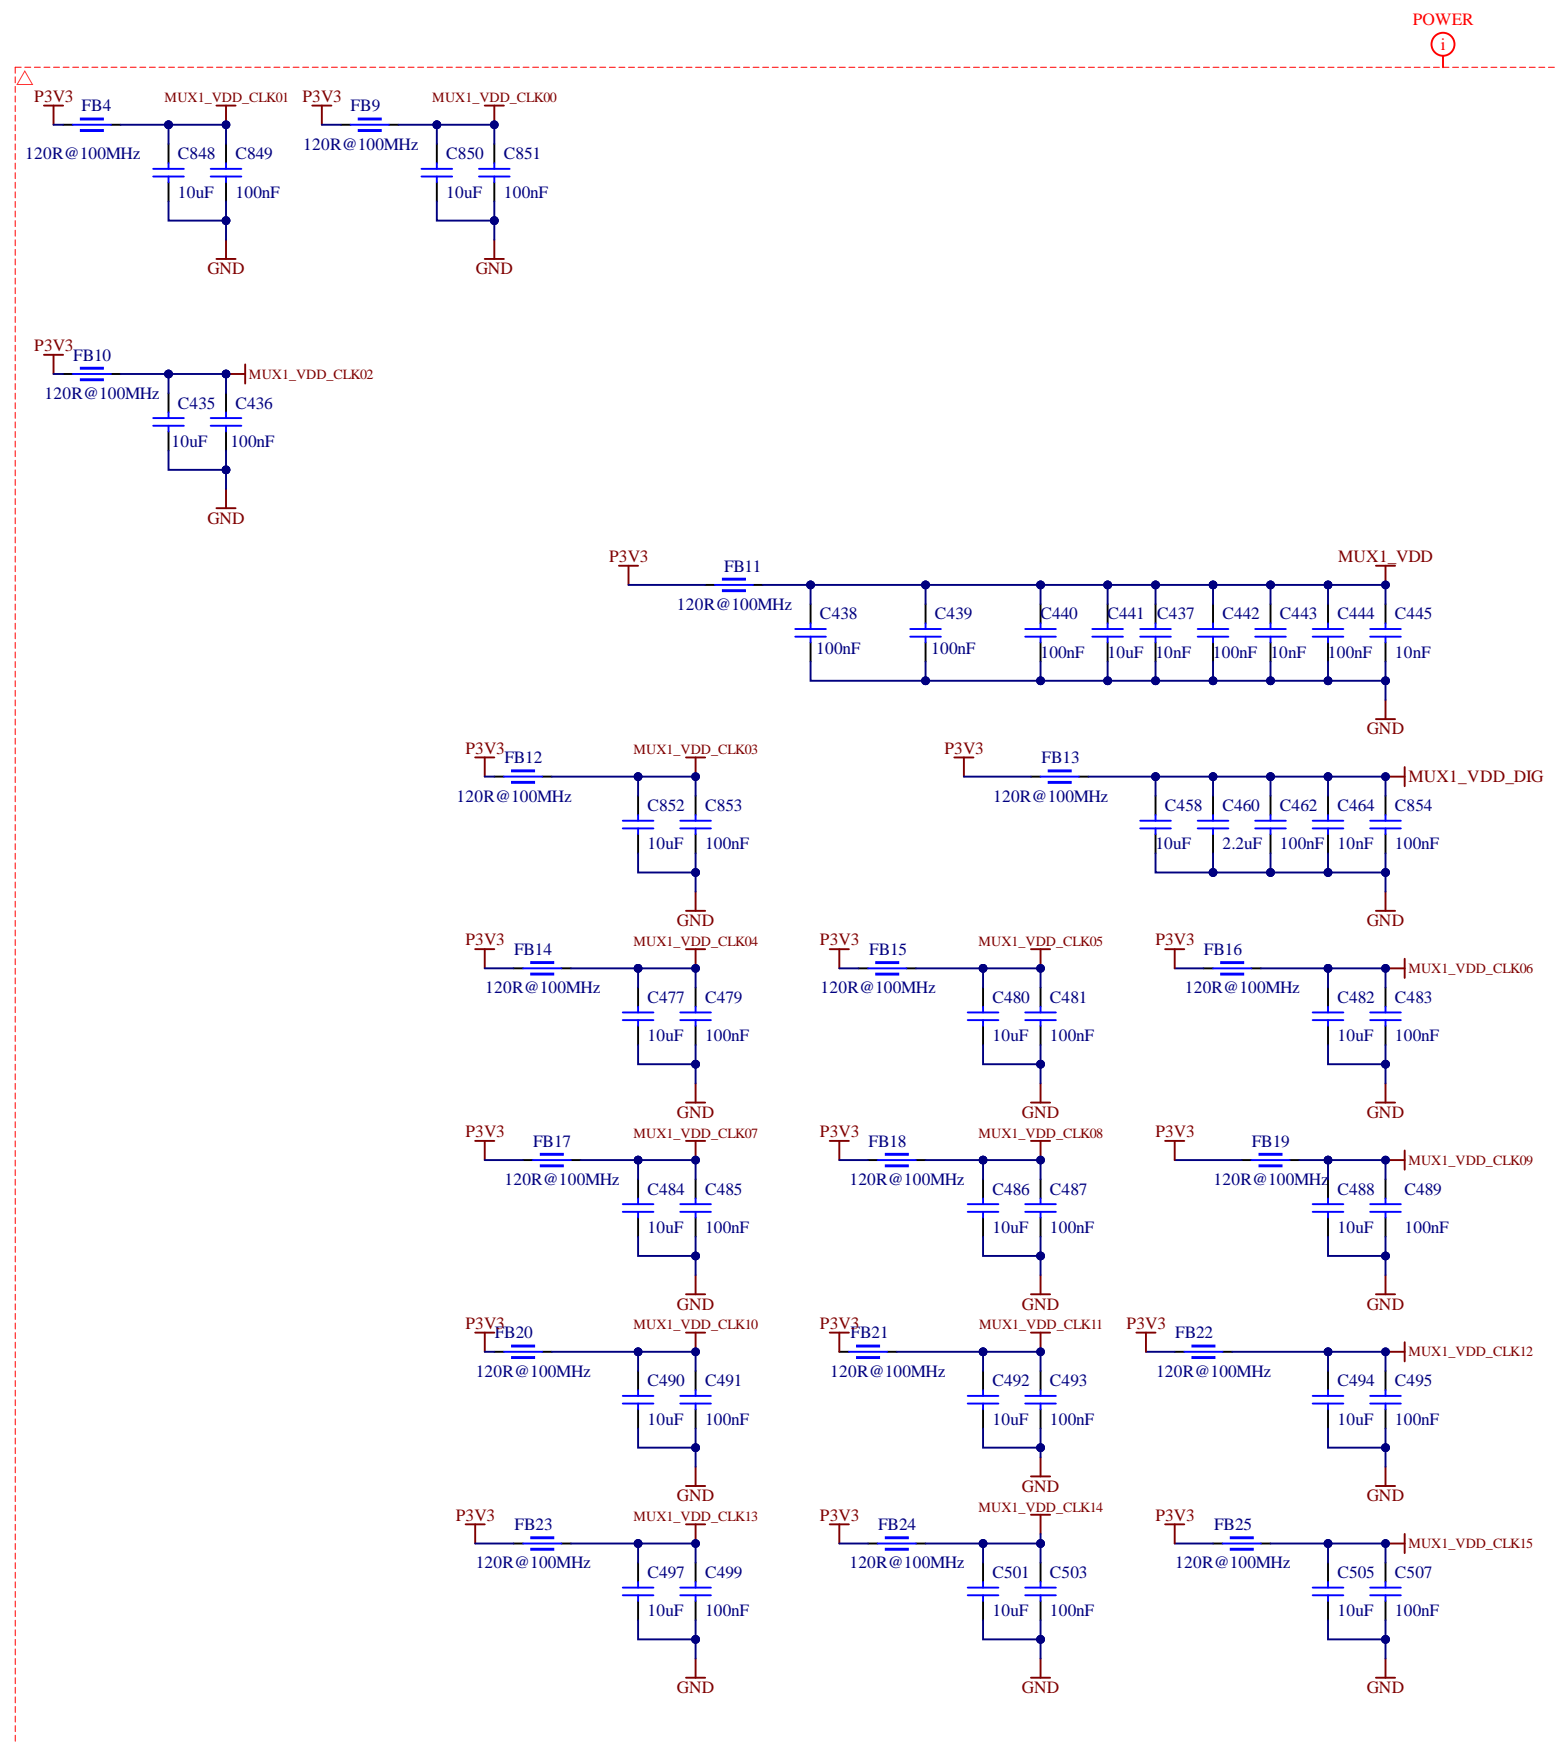 POWER
i
P3V3 FB4 MUX1_VDD_CLK01
120R@100MHz C848 C849
10uF 100nF
GND
P3V3 FB9 MUX1_VDD_CLK00
120R@100MHz C850 C851
10uF 100nF
GND
P3V3 FB10 MUX1_VDD_CLK02
120R@100MHz C435 C436
10uF 100nF
GND
P3V3 FB11 MUX1_VDD
120R@100MHz C438 C439 C440 C441 C437 C442 C443 C444 C445
100nF 100nF 100nF 10uF 10nF 100nF 10nF 100nF 10nF
GND
P3V3 FB12 MUX1_VDD_CLK03
120R@100MHz C852 C853
10uF 100nF
GND
P3V3 FB13 MUX1_VDD_DIG
120R@100MHz C458 C460 C462 C464 C854
10uF 2.2uF 100nF 10nF 100nF
GND
P3V3 FB14 MUX1_VDD_CLK04
120R@100MHz C477 C479
10uF 100nF
GND
P3V3 FB15 MUX1_VDD_CLK05
120R@100MHz C480 C481
10uF 100nF
GND
P3V3 FB16 MUX1_VDD_CLK06
120R@100MHz C482 C483
10uF 100nF
GND
P3V3 FB17 MUX1_VDD_CLK07
120R@100MHz C484 C485
10uF 100nF
GND
P3V3 FB18 MUX1_VDD_CLK08
120R@100MHz C486 C487
10uF 100nF
GND
P3V3 FB19 MUX1_VDD_CLK09
120R@100MHz C488 C489
10uF 100nF
GND
P3V3 FB20 MUX1_VDD_CLK10
120R@100MHz C490 C491
10uF 100nF
GND
P3V3 FB21 MUX1_VDD_CLK11
120R@100MHz C492 C493
10uF 100nF
GND
P3V3 FB22 MUX1_VDD_CLK12
120R@100MHz C494 C495
10uF 100nF
GND
P3V3 FB23 MUX1_VDD_CLK13
120R@100MHz C497 C499
10uF 100nF
GND
P3V3 FB24 MUX1_VDD_CLK14
120R@100MHz C501 C503
10uF 100nF
GND
P3V3 FB25 MUX1_VDD_CLK15
120R@100MHz C505 C507
10uF 100nF
GND